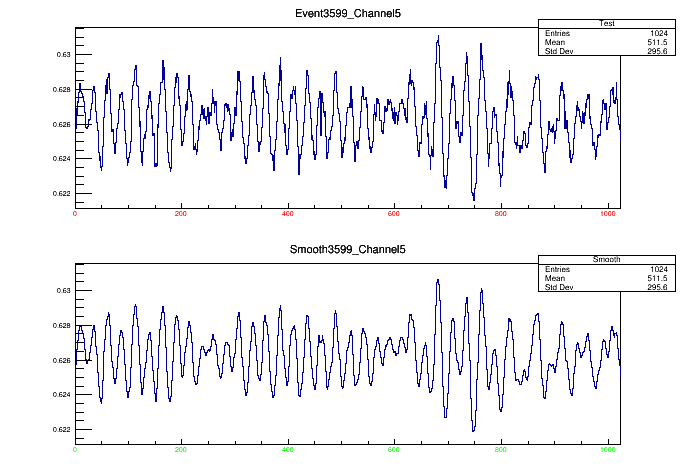 Event3599_Channel5
Test
Entries 1024
Mean 511.5
Std Dev 295.6
0.63
0.628
0.626
0.624
0.622
0 200 400 600 800 1000
Smooth3599_Channel5
Smooth
Entries 1024
Mean 511.5
Std Dev 295.6
0.63
0.628
0.626
0.624
0.622
0 200 400 600 800 1000